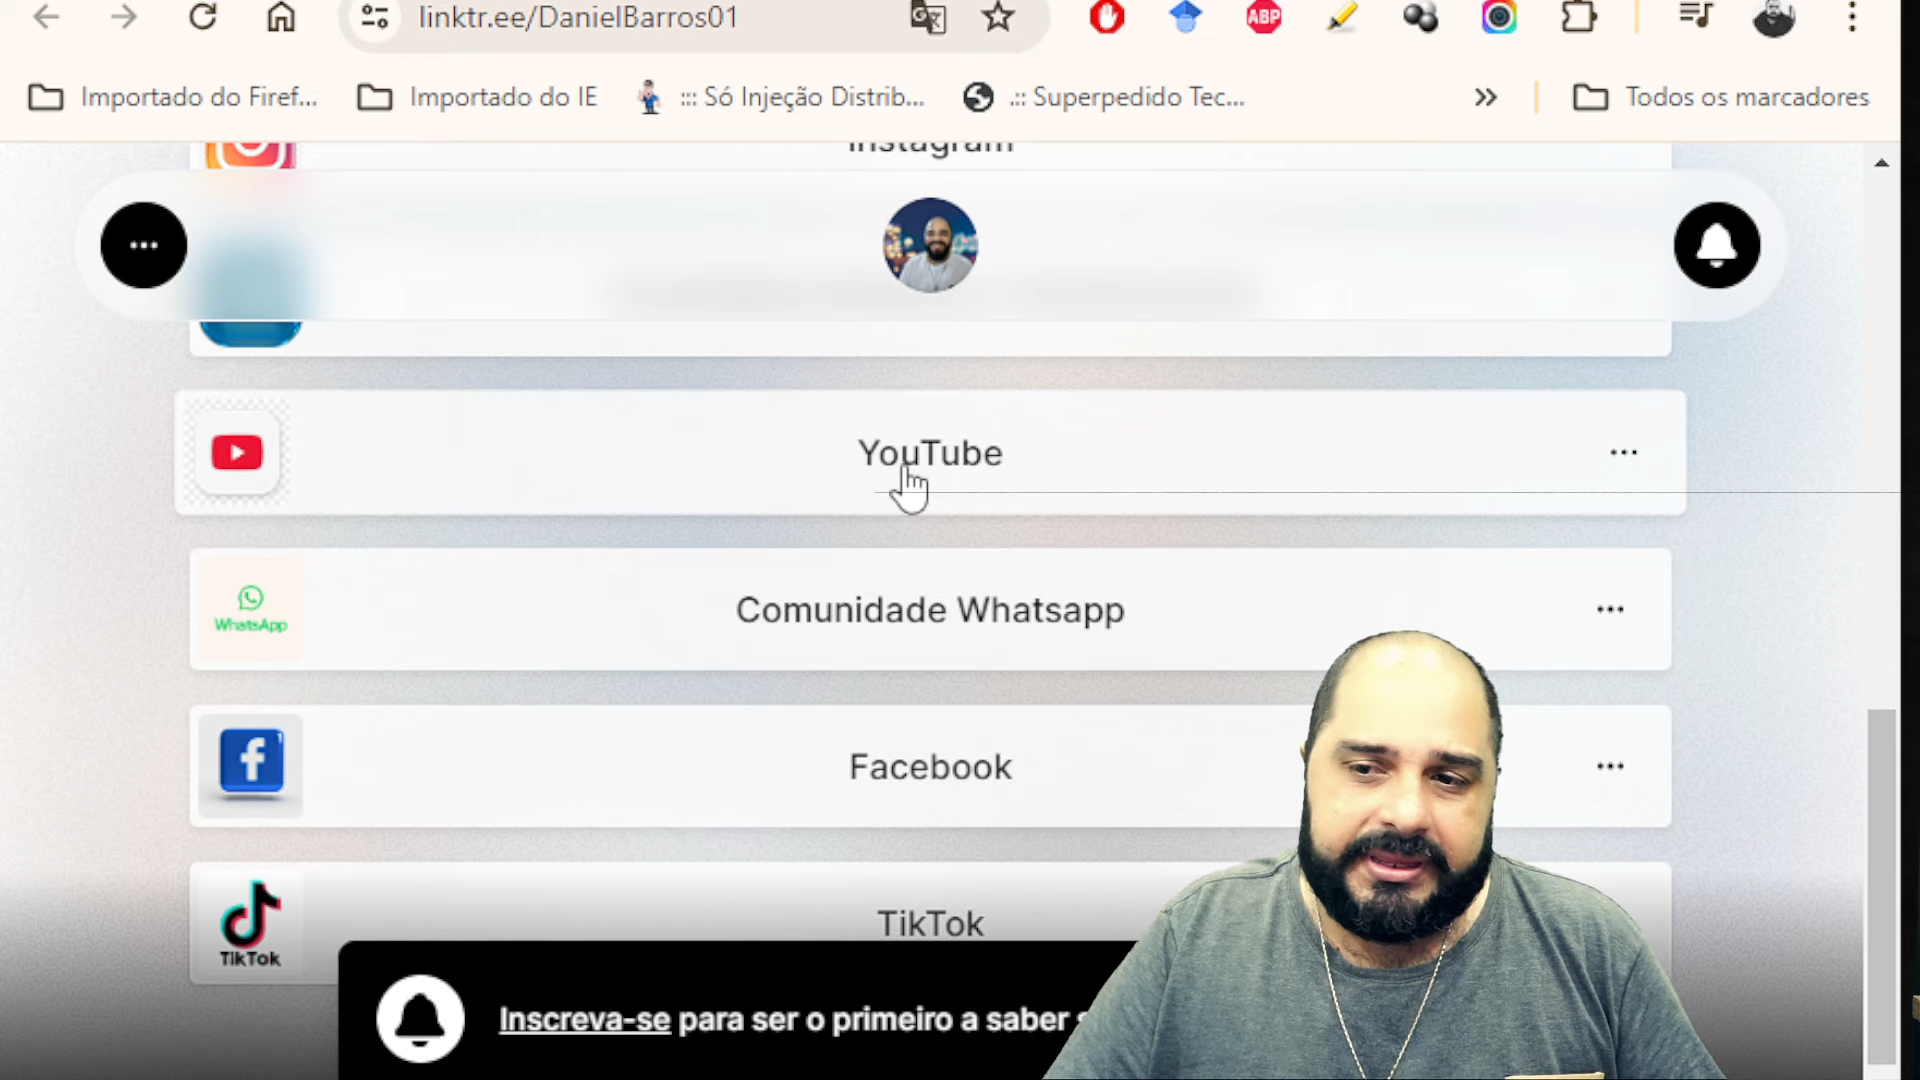 linktr.ee/DanielBarros01
ABP
Importado do Firef...
Importado do IE
::: Só Injeção Distrib...
.:: Superpedido Tec...
Todos os marcadores
Instagram
YouTube
WhatsApp
Comunidade Whatsapp
Facebook
TikTok
TikTok
Inscreva-se para ser o primeiro a saber